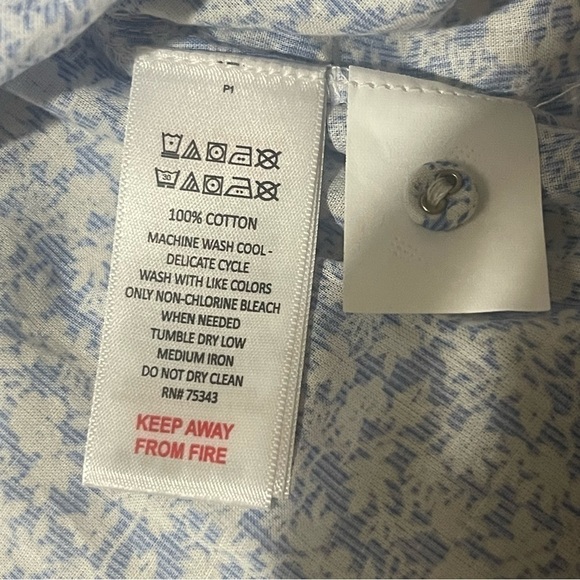 P1
30
100% COTTON
MACHINE WASH COOL -
DELICATE CYCLE
WASH WITH LIKE COLORS
ONLY NON-CHLORINE BLEACH
WHEN NEEDED
TUMBLE DRY LOW
MEDIUM IRON
DO NOT DRY CLEAN
RN# 75343
KEEP AWAY
FROM FIRE